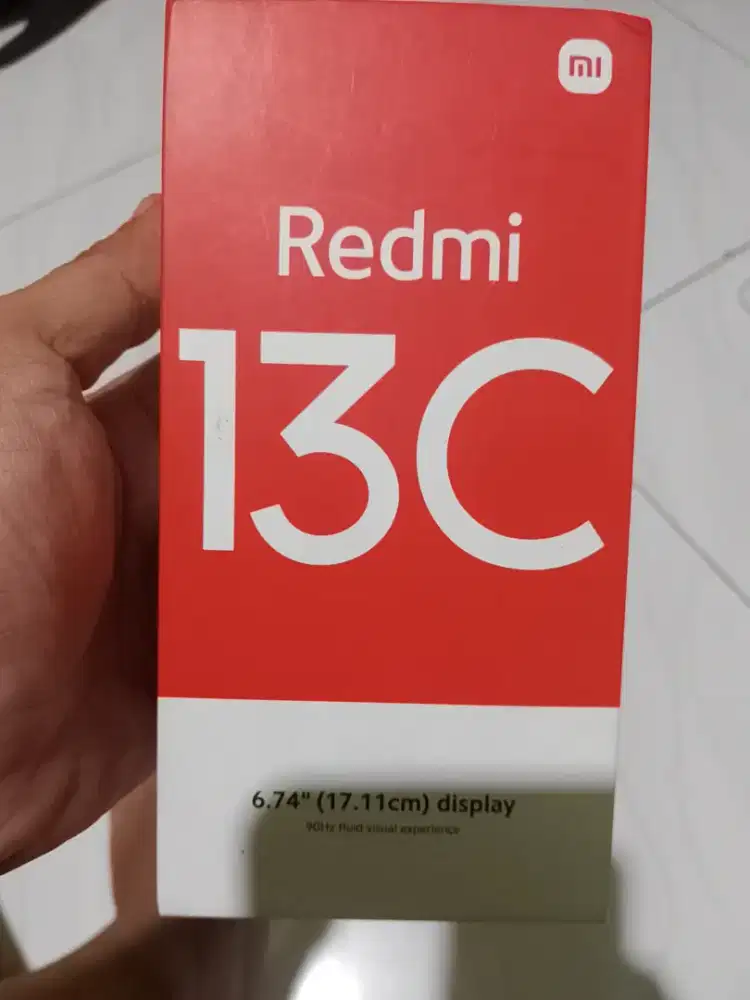 mi
Redmi
13C
6.74" (17.11cm) display
90Hz fluid visual experience